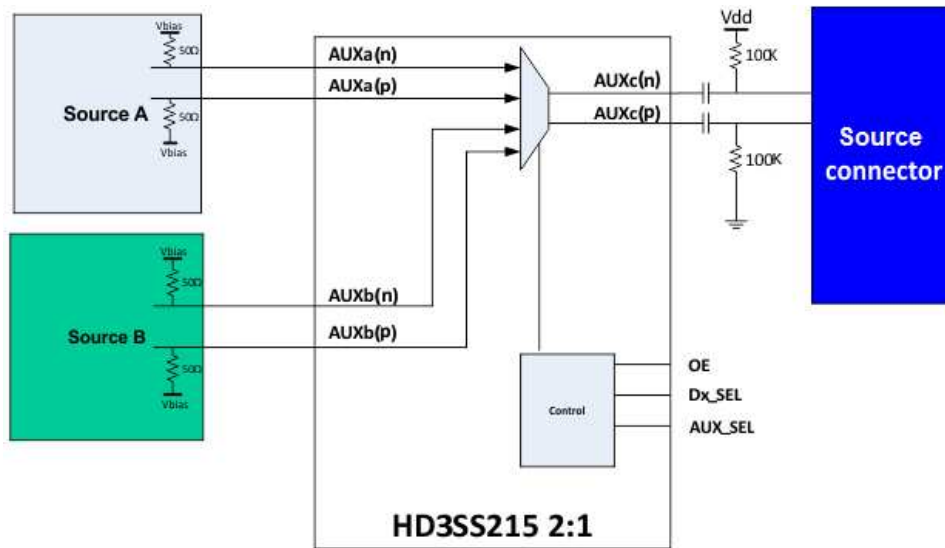 Vbias
50Ω
Source A
50Ω
Vbias
AUXa(n)
AUXa(p)
AUXc(n)
AUXc(p)
Vdd
100K
100K
Source
connector
Vbias
50Ω
Source B
50Ω
Vbias
AUXb(n)
AUXb(p)
Control
OE
Dx_SEL
AUX_SEL
HD3SS215 2:1